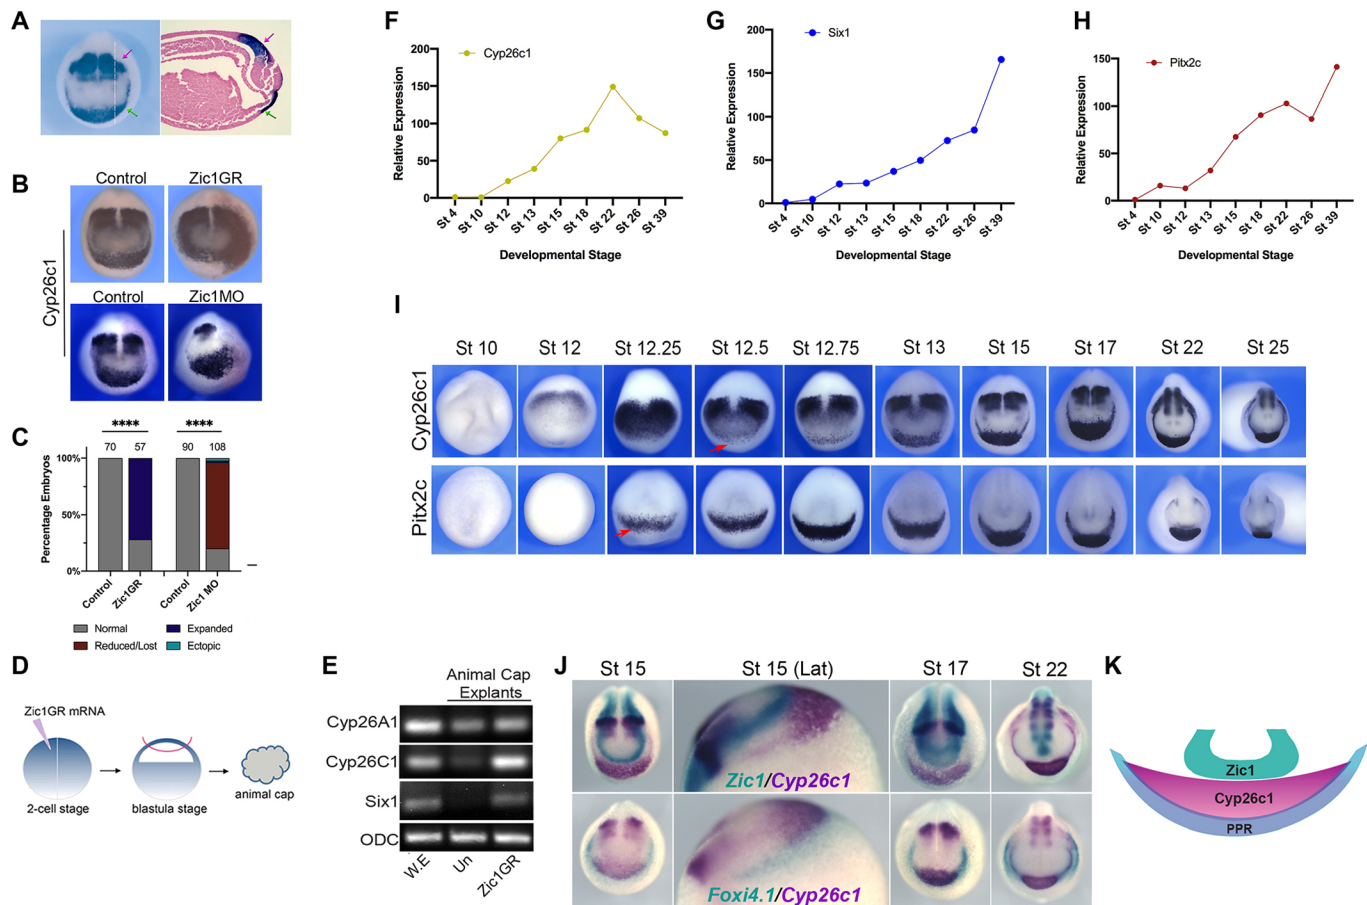 A
B
Control Zic1GR
Cyp26c1
Control Zic1MO
C
**** ****
70 57 90 108
Percentage Embryos
100%
50%
0%
Control
Zic1GR
Control
Zic1 MO
Normal Expanded
Reduced/Lost Ectopic
D
Zic1GR mRNA
2-cell stage
blastula stage
animal cap
E
Animal Cap
Explants
Cyp26A1
Cyp26C1
Six1
ODC
W.E
Un
Zic1GR
F
Cyp26c1
Relative Expression
200
150
100
50
0
St 4
St 10
St 12
St 13
St 15
St 18
St 22
St 26
St 39
Developmental Stage
G
Six1
Relative Expression
200
150
100
50
0
St 4
St 10
St 12
St 13
St 15
St 18
St 22
St 26
St 39
Developmental Stage
H
Pitx2c
Relative Expression
150
100
50
0
St 4
St 10
St 12
St 13
St 15
St 18
St 22
St 26
St 39
Developmental Stage
I
St 10 St 12 St 12.25 St 12.5 St 12.75 St 13 St 15 St 17 St 22 St 25
Cyp26c1
Pitx2c
J
St 15 St 15 (Lat) St 17 St 22
Zic1/Cyp26c1
Foxi4.1/Cyp26c1
K
Zic1
Cyp26c1
PPR